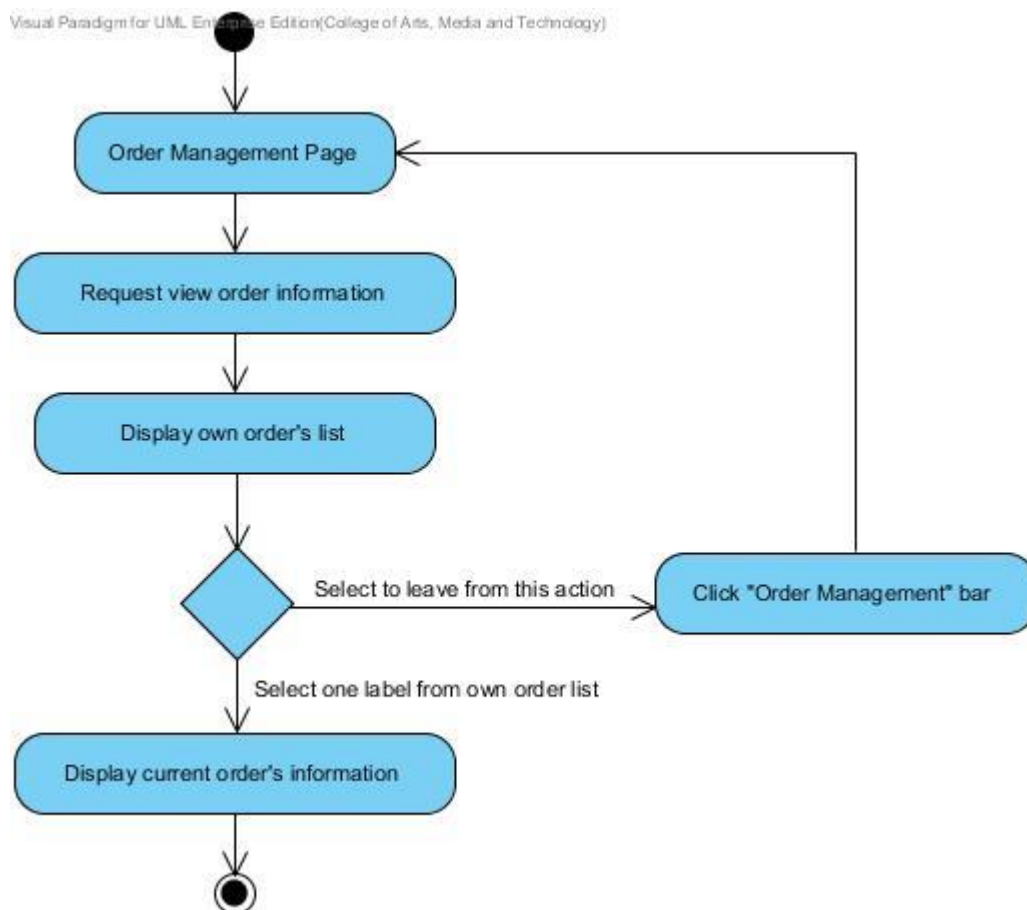 Visual Paradigm for UML Enterprise Edition(College of Arts, Media and Technology)
Order Management Page
Request view order information
Display own order's list
Select to leave from this action
Click "Order Management" bar
Select one label from own order list
Display current order's information